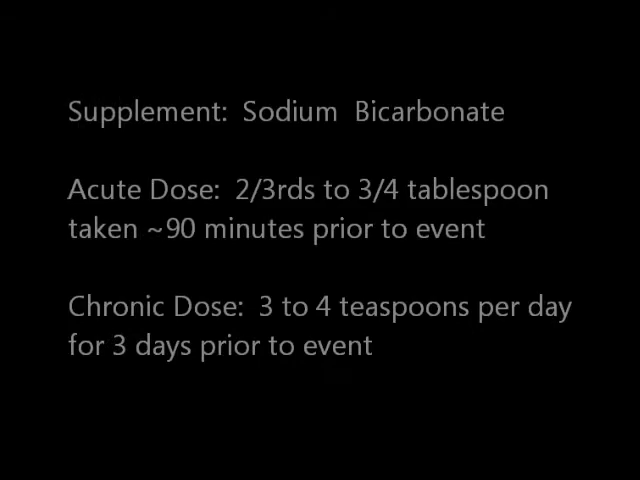 Supplement: Sodium Bicarbonate
Acute Dose: 2/3rds to 3/4 tablespoon
taken ~90 minutes prior to event
Chronic Dose: 3 to 4 teaspoons per day
for 3 days prior to event